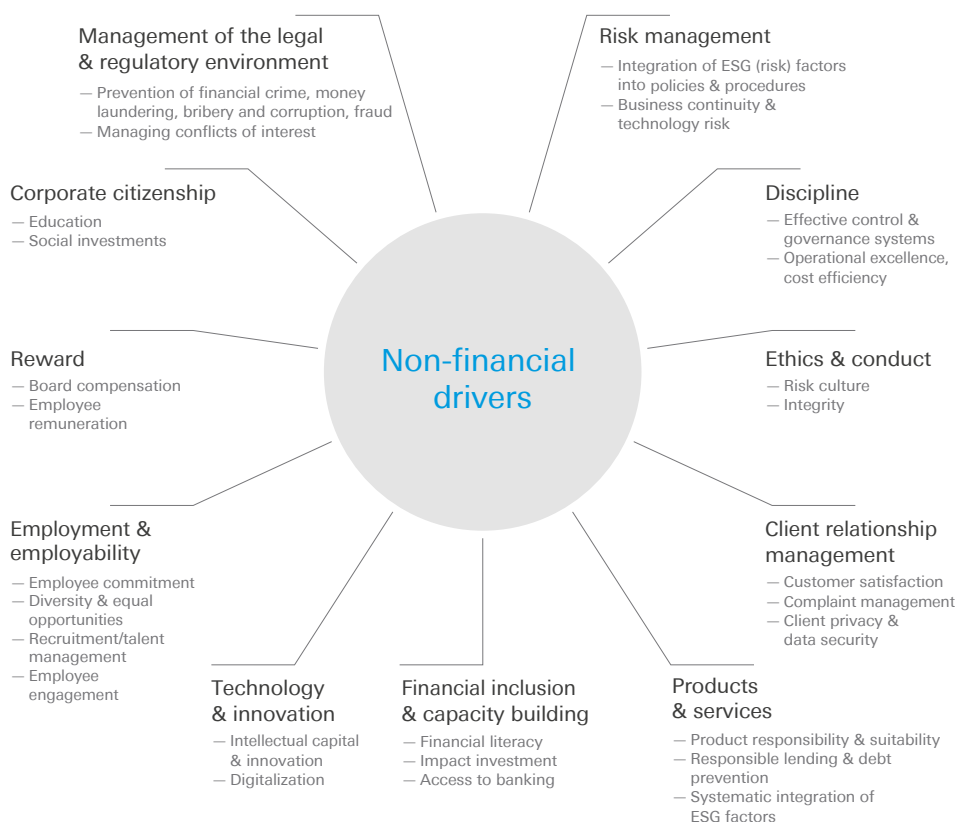 Management of the legal
& regulatory environment
— Prevention of financial crime, money
laundering, bribery and corruption, fraud
— Managing conflicts of interest
Risk management
— Integration of ESG (risk) factors
into policies & procedures
— Business continuity &
technology risk
Corporate citizenship
— Education
— Social investments
Discipline
— Effective control &
governance systems
— Operational excellence,
cost efficiency
Non-financial
drivers
Reward
— Board compensation
— Employee
remuneration
Ethics & conduct
— Risk culture
— Integrity
Employment &
employability
— Employee commitment
— Diversity & equal
opportunities
— Recruitment/talent
management
— Employee
engagement
Client relationship
management
— Customer satisfaction
— Complaint management
— Client privacy &
data security
Technology
& innovation
— Intellectual capital
& innovation
— Digitalization
Financial inclusion
& capacity building
— Financial literacy
— Impact investment
— Access to banking
Products
& services
— Product responsibility & suitability
— Responsible lending & debt
prevention
— Systematic integration of
ESG factors